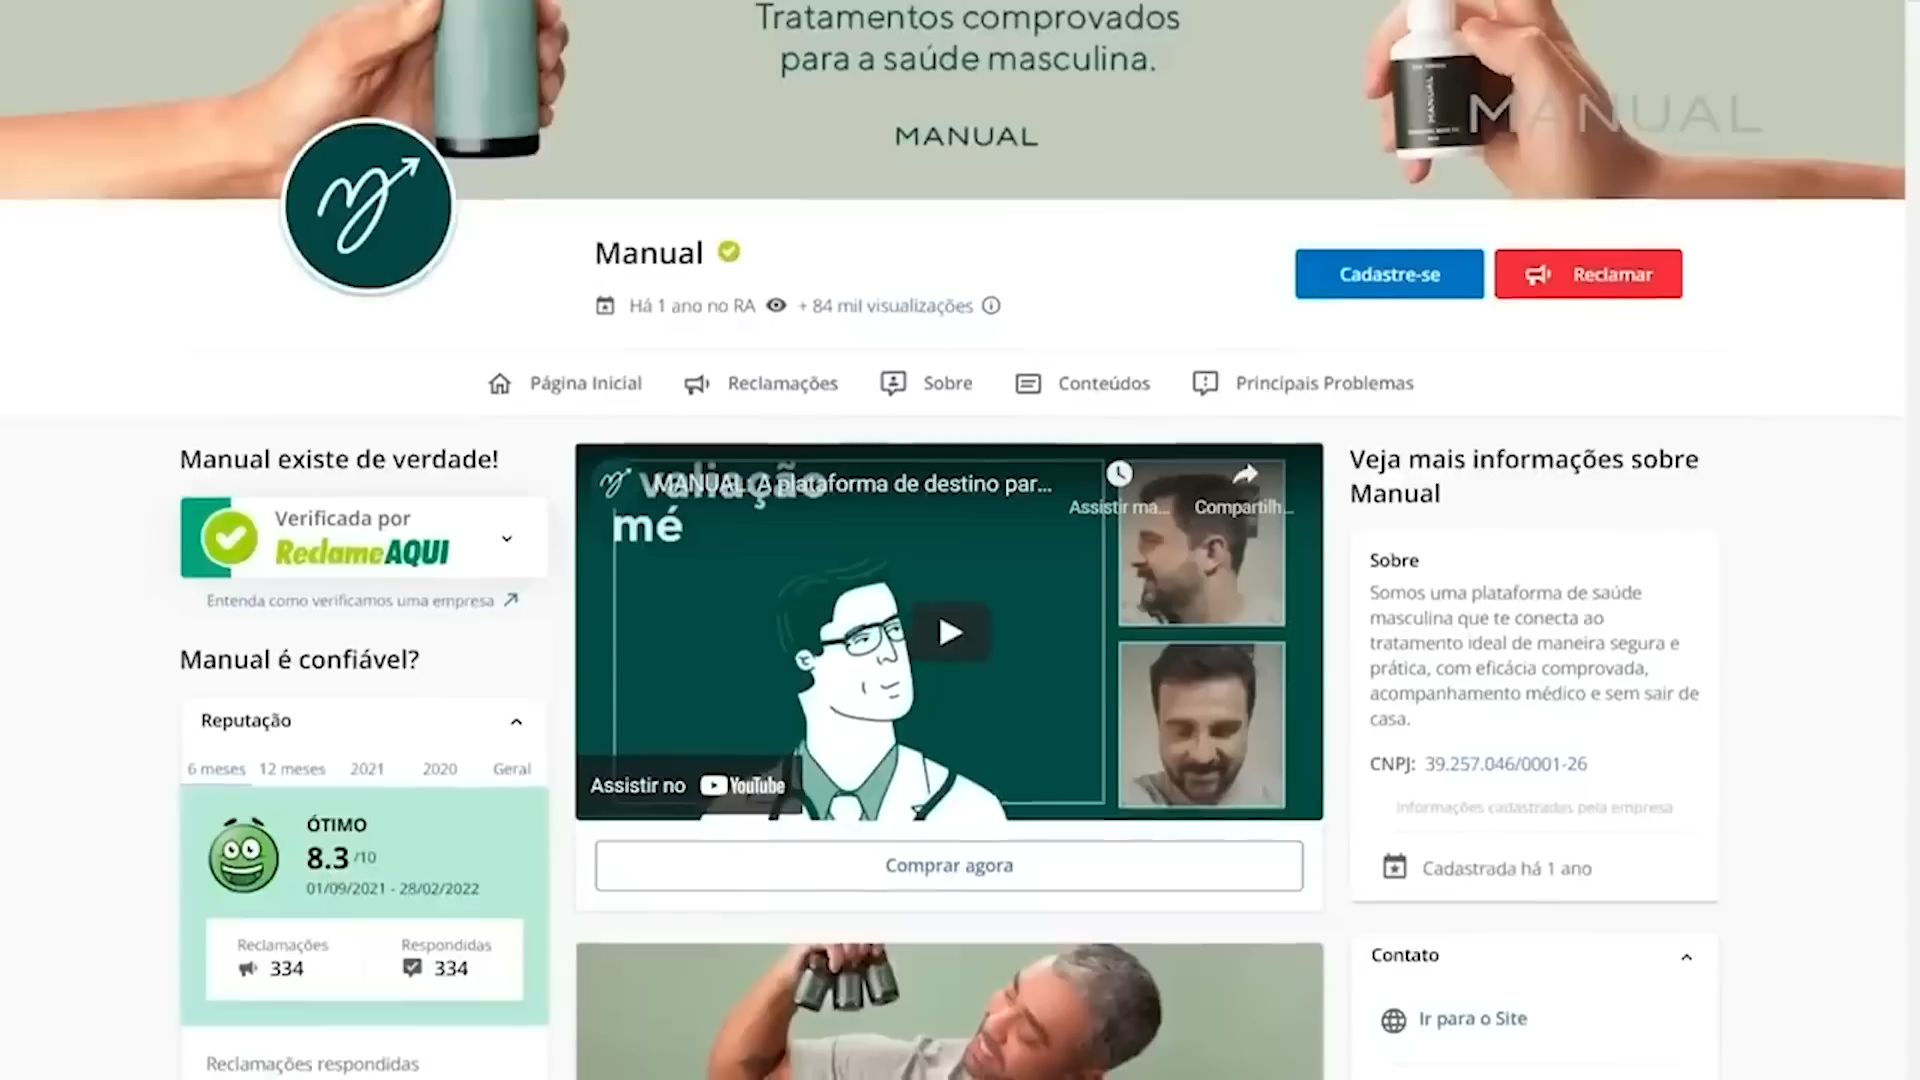 Tratamentos comprovados
para a saúde masculina.
MANUAL
MANUAL
MANUAL
Manual
Há 1 ano no RA
+ 84 mil visualizações
Cadastre-se
Reclamar
Página Inicial
Reclamações
Sobre
Conteúdos
Principais Problemas
Manual existe de verdade!
Verificada por
ReclameAQUI
Entenda como verificamos uma empresa
Manual é confiável?
Reputação
6 meses
12 meses
2021
2020
Geral
ÓTIMO
8.3 /10
01/09/2021 - 28/02/2022
Reclamações
334
Respondidas
334
Reclamações respondidas
valiação
mé
MANUAL: A plataforma de destino par...
Assistir ma...
Compartilh...
Assistir no YouTube
Comprar agora
Veja mais informações sobre
Manual
Sobre
Somos uma plataforma de saúde
masculina que te conecta ao
tratamento ideal de maneira segura e
prática, com eficácia comprovada,
acompanhamento médico e sem sair de
casa.
CNPJ: 39.257.046/0001-26
Informações cadastradas pela empresa
Cadastrada há 1 ano
Contato
Ir para o Site